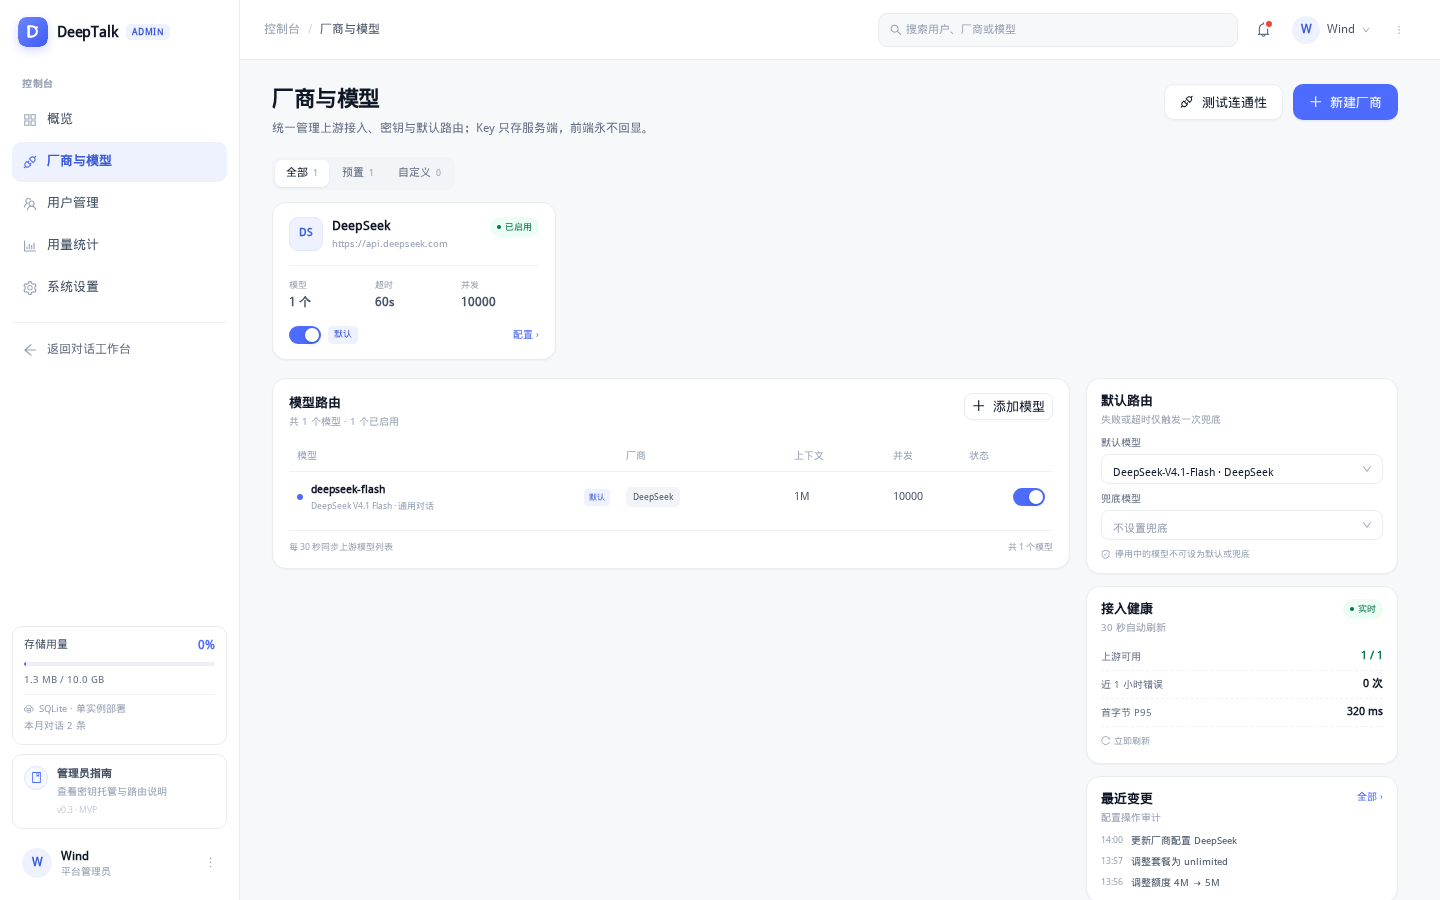 DeepTalk ADMIN
控制台
概览
厂商与模型
用户管理
用量统计
系统设置
返回对话工作台
存储用量 0%
1.3 MB / 10.0 GB
SQLite · 单实例部署
本月对话 2 条
管理员指南
查看密钥托管与路由说明
v0.3 · MVP
W Wind
平台管理员
控制台 / 厂商与模型
搜索用户、厂商或模型
W Wind
厂商与模型
统一管理上游接入、密钥与默认路由；Key 只存服务端，前端永不回显。
测试连通性
新建厂商
全部 1 预置 1 自定义 0
DS DeepSeek 已启用
https://api.deepseek.com
模型 超时 并发
1 个 60s 10000
默认 配置 ›
模型路由
共 1 个模型 · 1 个已启用
添加模型
模型 厂商 上下文 并发 状态
deepseek-flash 默认 DeepSeek 1M 10000
DeepSeek V4.1 Flash · 通用对话
每 30 秒同步上游模型列表 共 1 个模型
默认路由
失败或超时仅触发一次兜底
默认模型
DeepSeek-V4.1-Flash · DeepSeek
兜底模型
不设置兜底
停用中的模型不可设为默认或兜底
接入健康 实时
30 秒自动刷新
上游可用 1 / 1
近 1 小时错误 0 次
首字节 P95 320 ms
立即刷新
最近变更 全部 ›
配置操作审计
14:00 更新厂商配置 DeepSeek
13:57 调整套餐为 unlimited
13:56 调整额度 4M → 5M